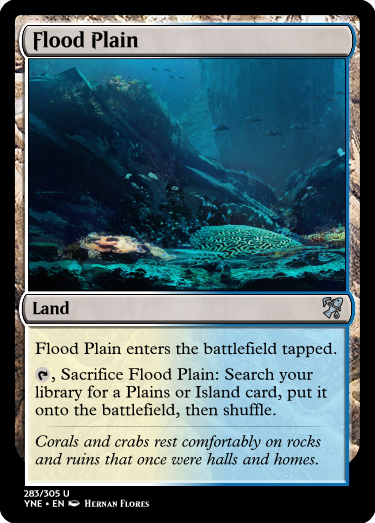 Flood Plain
Land
Flood Plain enters the battlefield tapped.
, Sacrifice Flood Plain: Search your
library for a Plains or Island card, put it
onto the battlefield, then shuffle.
Corals and crabs rest comfortably on rocks
and ruins that once were halls and homes.
283/305 U
YNE • EN Hernan Flores